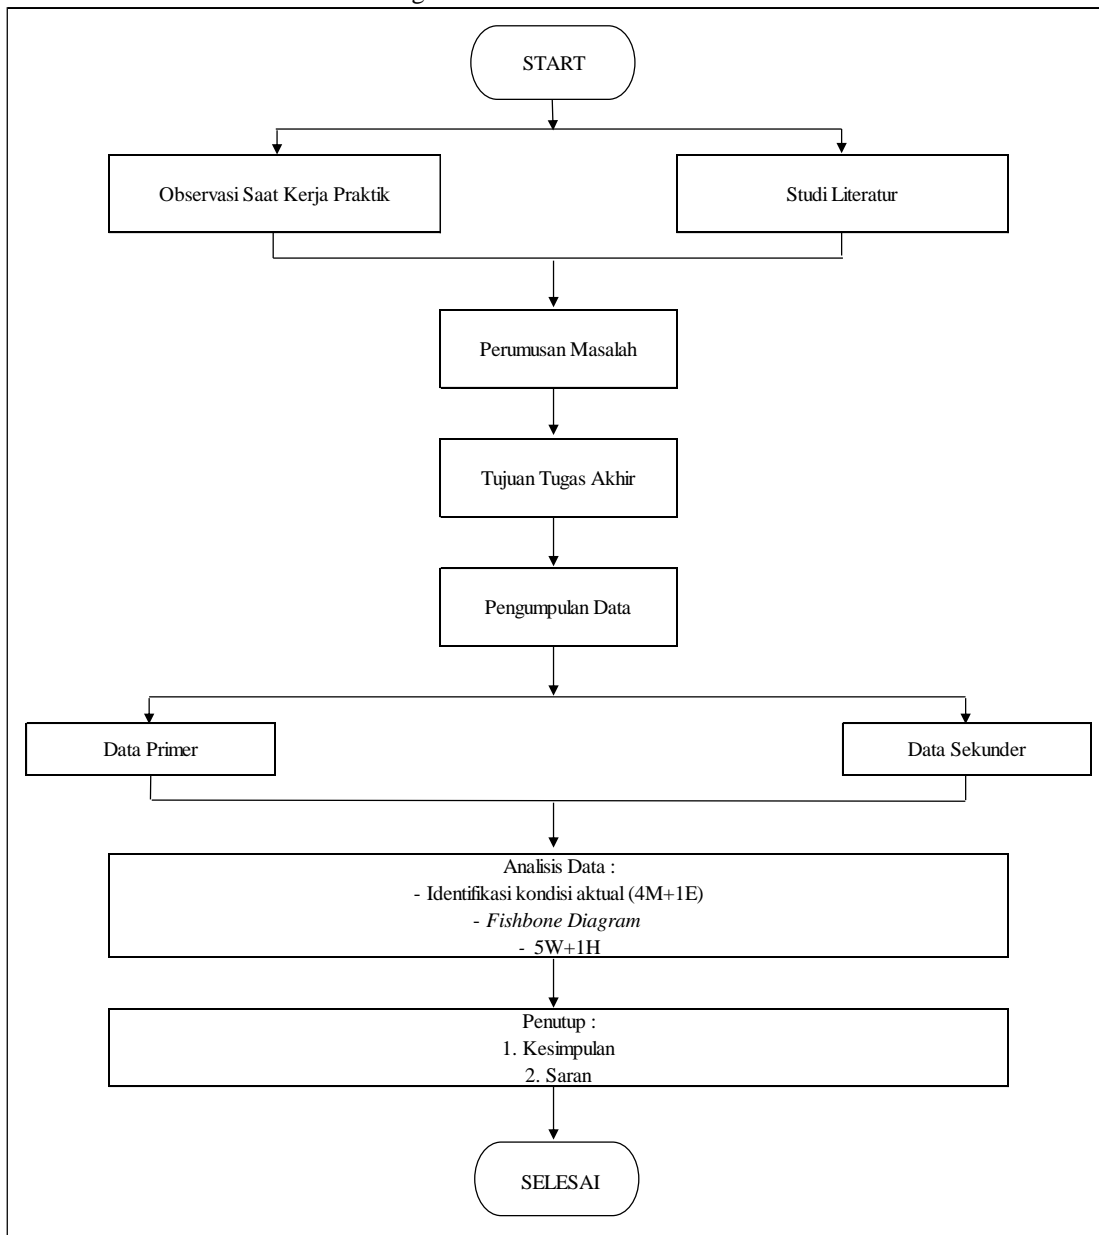 START
Observasi Saat Kerja Praktik
Studi Literatur
Perumusan Masalah
Tujuan Tugas Akhir
Pengumpulan Data
Data Primer
Data Sekunder
Analisis Data :
- Identifikasi kondisi aktual (4M+1E)
- Fishbone Diagram
- 5W+1H
Penutup :
1. Kesimpulan
2. Saran
SELESAI